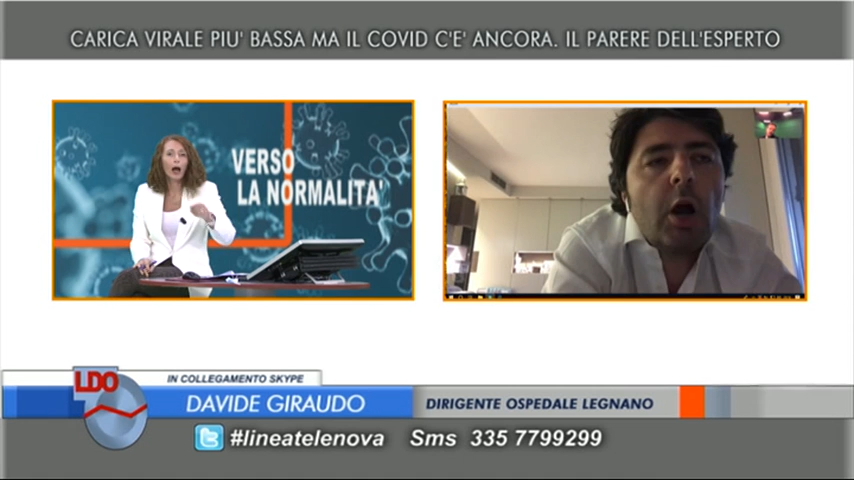 CARICA VIRALE PIU' BASSA MA IL COVID C'E' ANCORA. IL PARERE DELL'ESPERTO
VERSO
LA NORMALITA'
LDO
IN COLLEGAMENTO SKYPE
DAVIDE GIRAUDO
DIRIGENTE OSPEDALE LEGNANO
#lineatelenova Sms 335 7799299